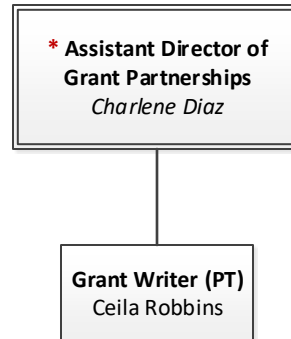 * Assistant Director of
Grant Partnerships
Charlene Diaz
Grant Writer (PT)
Ceila Robbins